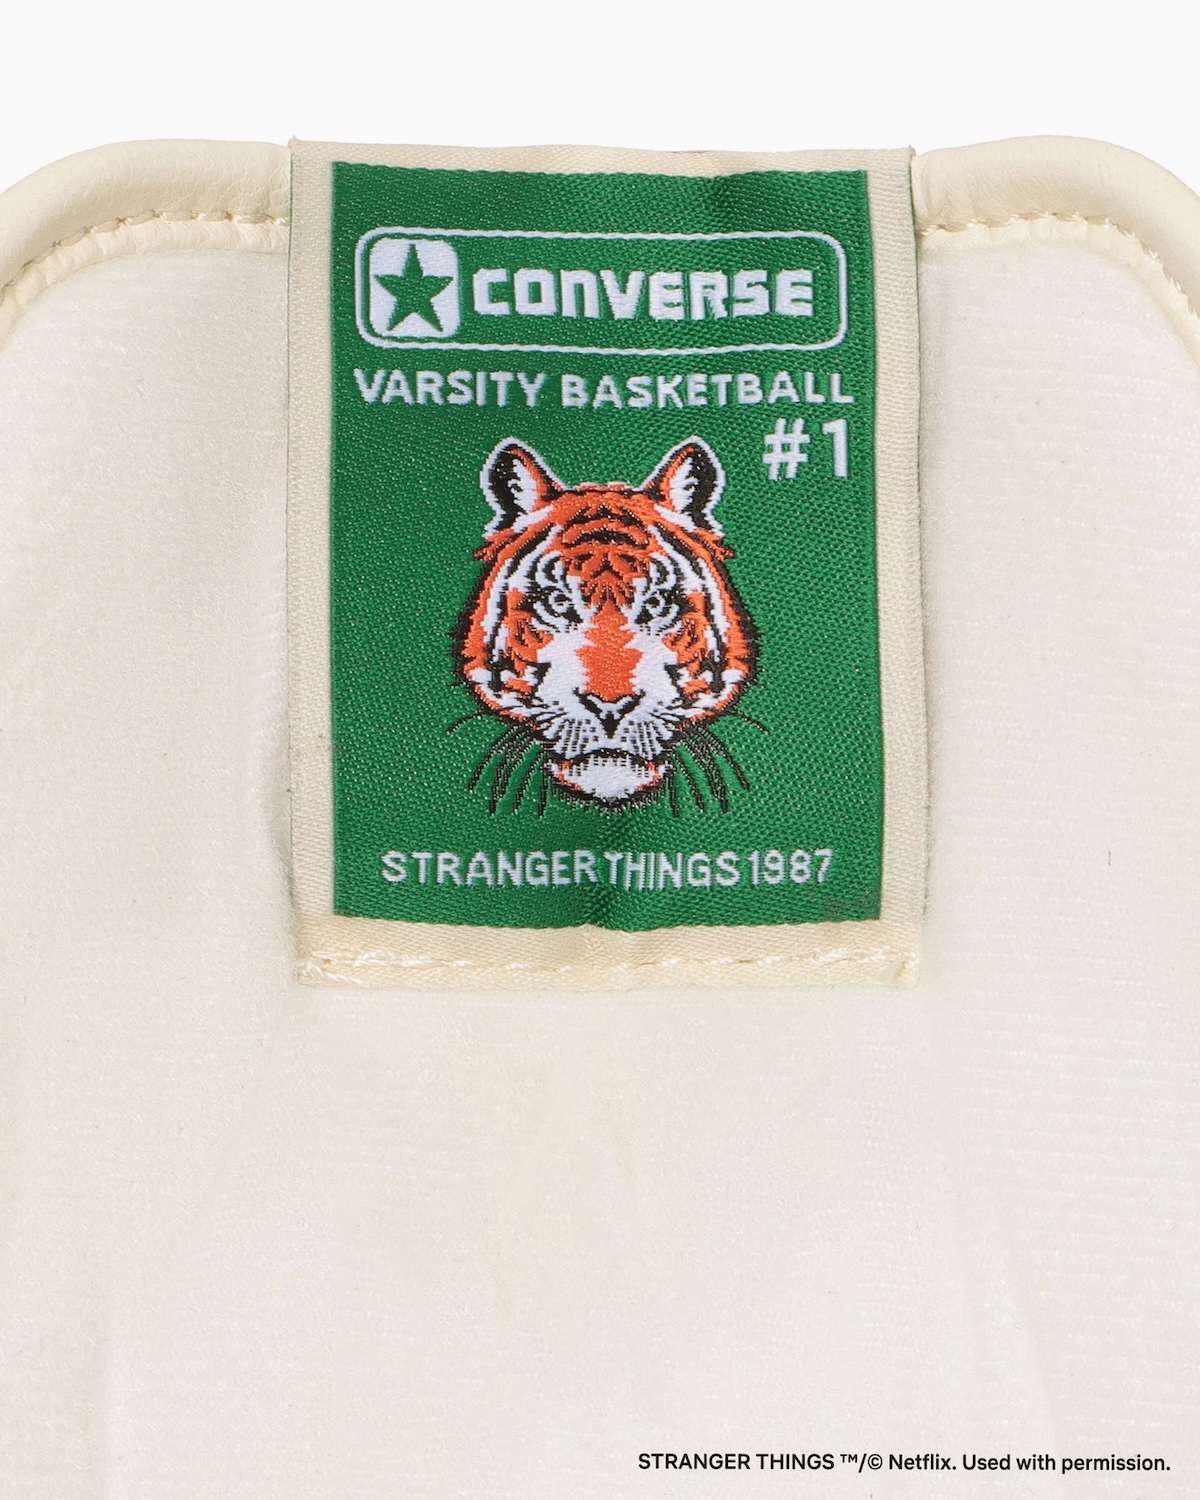 CONVERSE
VARSITY BASKETBALL
#1
STRANGER THINGS 1987
STRANGER THINGS ™/© Netflix. Used with permission.